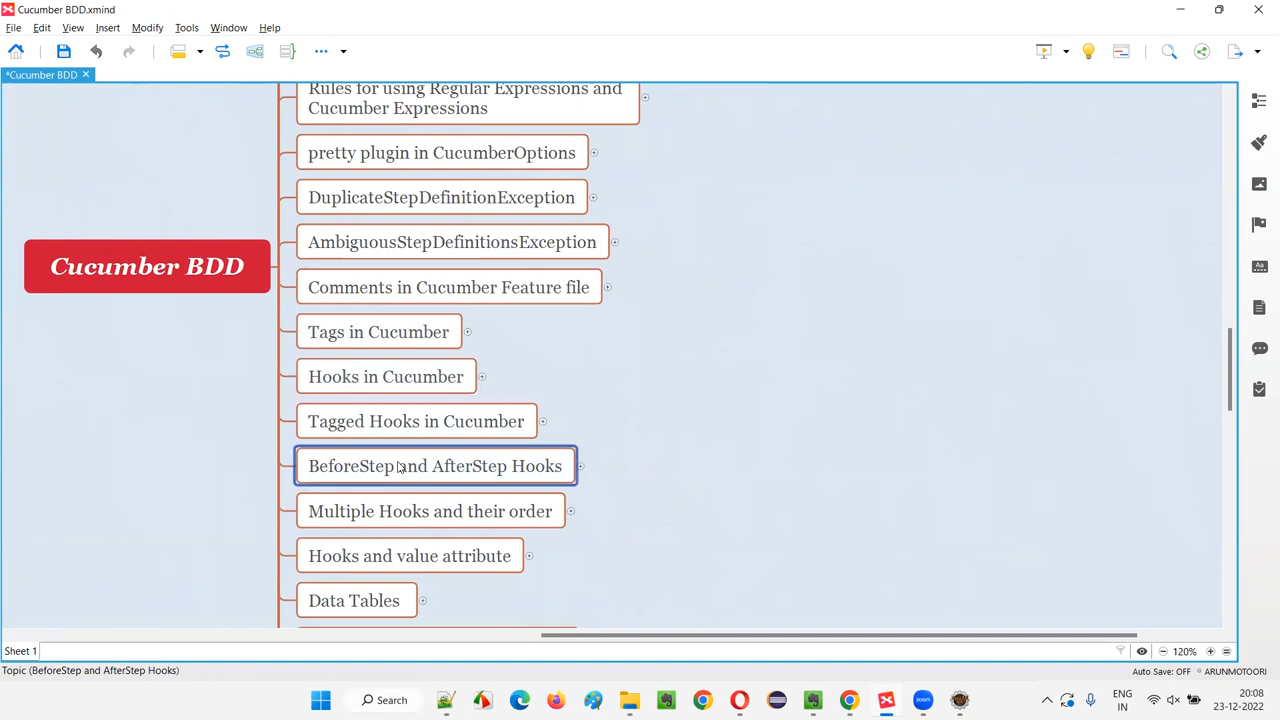 Cucumber BDD.xmind
File Edit View Insert Modify Tools Window Help
*Cucumber BDD
Rules for using Regular Expressions and
Cucumber Expressions
pretty plugin in CucumberOptions
DuplicateStepDefinitionException
AmbiguousStepDefinitionsException
Cucumber BDD
Comments in Cucumber Feature file
Tags in Cucumber
Hooks in Cucumber
Tagged Hooks in Cucumber
BeforeStep and AfterStep Hooks
Multiple Hooks and their order
Hooks and value attribute
Data Tables
Sheet 1
120%
Topic (BeforeStep and AfterStep Hooks)
Auto Save: OFF
ARUNMOTOORI
Search
zoom
ENG
IN
20:08
23-12-2022